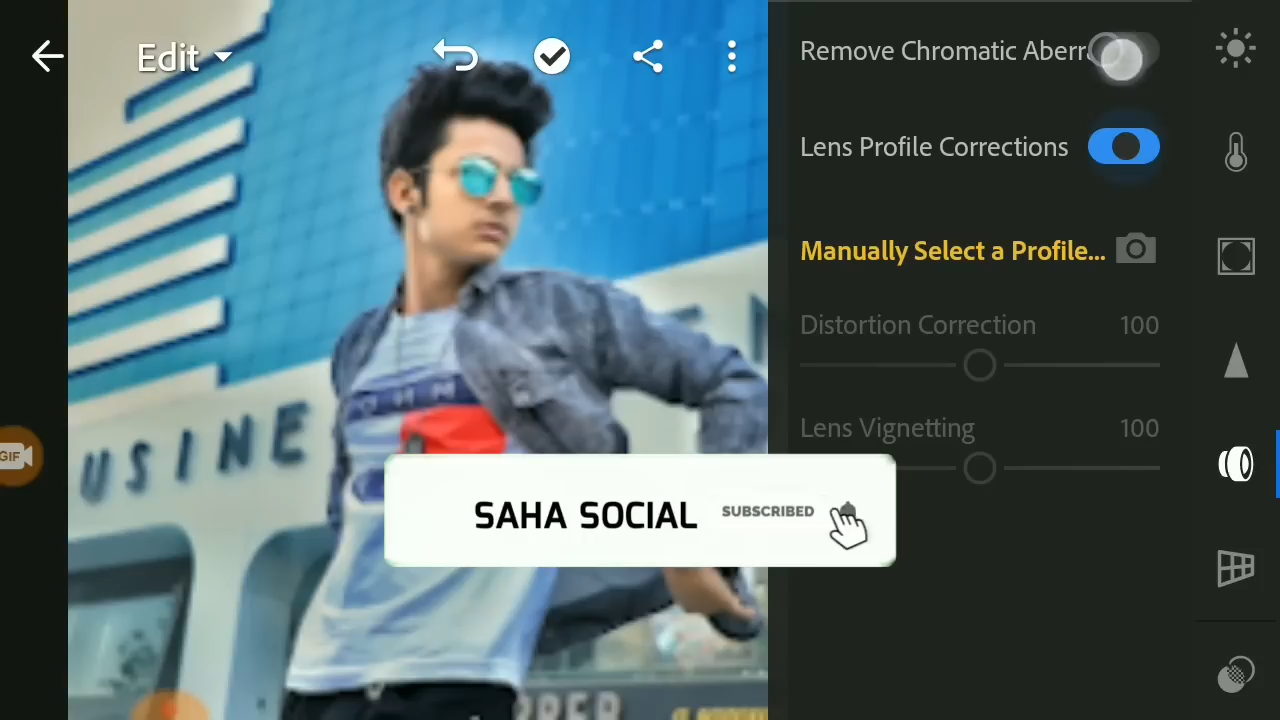 Edit
Remove Chromatic Aberr
Lens Profile Corrections
Manually Select a Profile...
Distortion Correction 100
Lens Vignetting 100
USINE
SAHA SOCIAL SUBSCRIBED
GIF